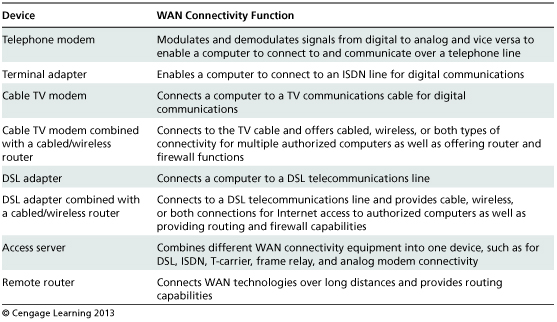 Device WAN Connectivity Function
Telephone modem Modulates and demodulates signals from digital to analog and vice versa to
enable a computer to connect to and communicate over a telephone line
Terminal adapter Enables a computer to connect to an ISDN line for digital communications
Cable TV modem Connects a computer to a TV communications cable for digital
communications
Cable TV modem combined Connects to the TV cable and offers cabled, wireless, or both types of
with a cabled/wireless connectivity for multiple authorized computers as well as offering router and
router firewall functions
DSL adapter Connects a computer to a DSL telecommunications line
DSL adapter combined with Connects to a DSL telecommunications line and provides cable, wireless,
a cabled/wireless router or both connections for Internet access to authorized computers as well as
providing routing and firewall capabilities
Access server Combines different WAN connectivity equipment into one device, such as for
DSL, ISDN, T-carrier, frame relay, and analog modem connectivity
Remote router Connects WAN technologies over long distances and provides routing
capabilities
© Cengage Learning 2013